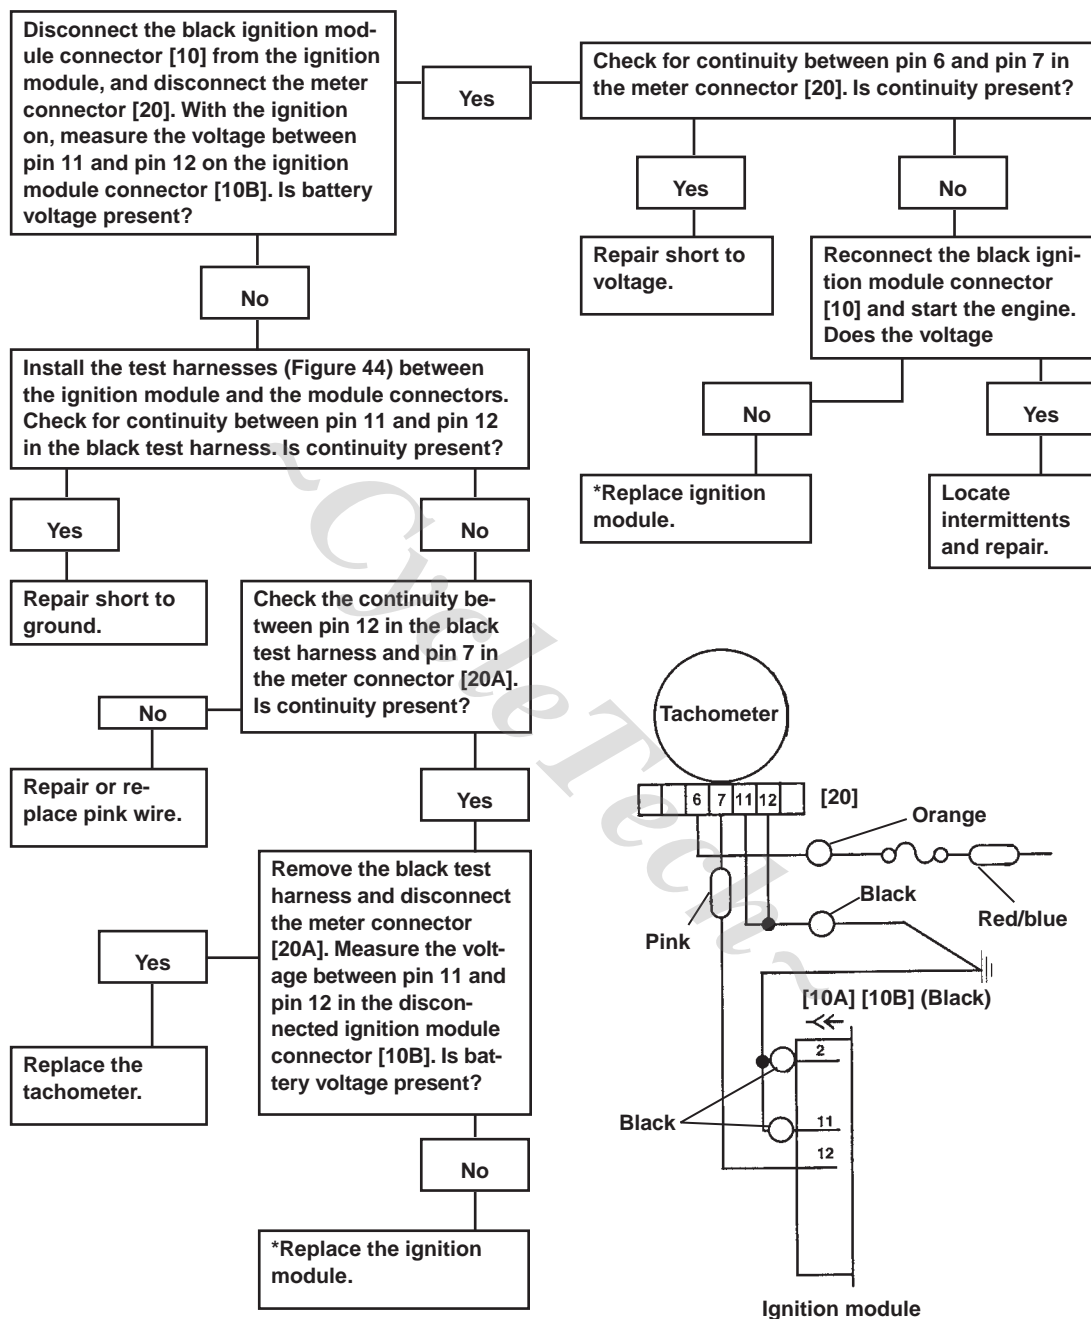 Disconnect the black ignition mod-
ule connector [10] from the ignition
module, and disconnect the meter
connector [20]. With the ignition
on, measure the voltage between
pin 11 and pin 12 on the ignition
module connector [10B]. Is battery
voltage present?
Yes
Check for continuity between pin 6 and pin 7 in
the meter connector [20]. Is continuity present?
Yes
No
Repair short to
voltage.
Reconnect the black igni-
tion module connector
[10] and start the engine.
Does the voltage
No
Yes
*Replace ignition
module.
Locate
intermittents
and repair.
No
Install the test harnesses (Figure 44) between
the ignition module and the module connectors.
Check for continuity between pin 11 and pin 12
in the black test harness. Is continuity present?
Yes
No
Repair short to
ground.
Check the continuity be-
tween pin 12 in the black
test harness and pin 7 in
the meter connector [20A].
Is continuity present?
No
Repair or re-
place pink wire.
Yes
Remove the black test
harness and disconnect
the meter connector
[20A]. Measure the volt-
age between pin 11 and
pin 12 in the discon-
nected ignition module
connector [10B]. Is bat-
tery voltage present?
Yes
Replace the
tachometer.
No
*Replace the ignition
module.
Tachometer
6 7 11 12 [20]
Orange
Red/blue
Black
Pink
[10A] [10B] (Black)
2
Black
11
12
Ignition module
~CycleTech~